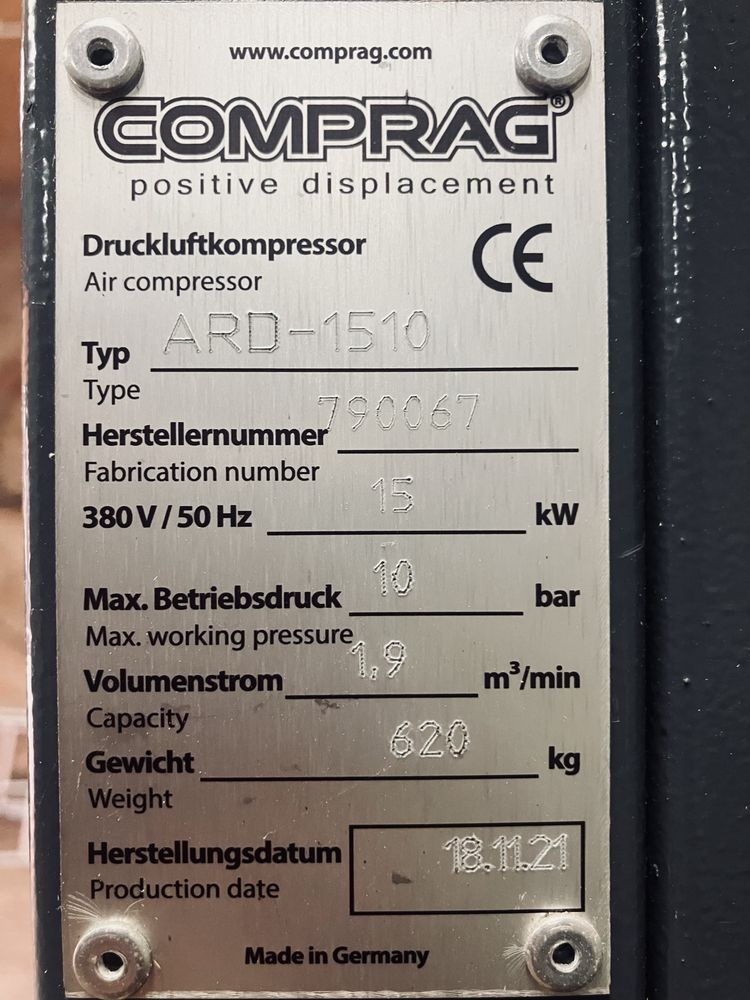 www.comprag.com
COMPRAG®
positive displacement
Druckluftkompressor
Air compressor
CE
Typ ARD-1510
Type
Herstellernummer 790067
Fabrication number
380 V / 50 Hz 15 kW
Max. Betriebsdruck 10 bar
Max. working pressure
Volumenstrom 1,9 m³/min
Capacity
Gewicht 620 kg
Weight
Herstellungsdatum 18.11.21
Production date
Made in Germany